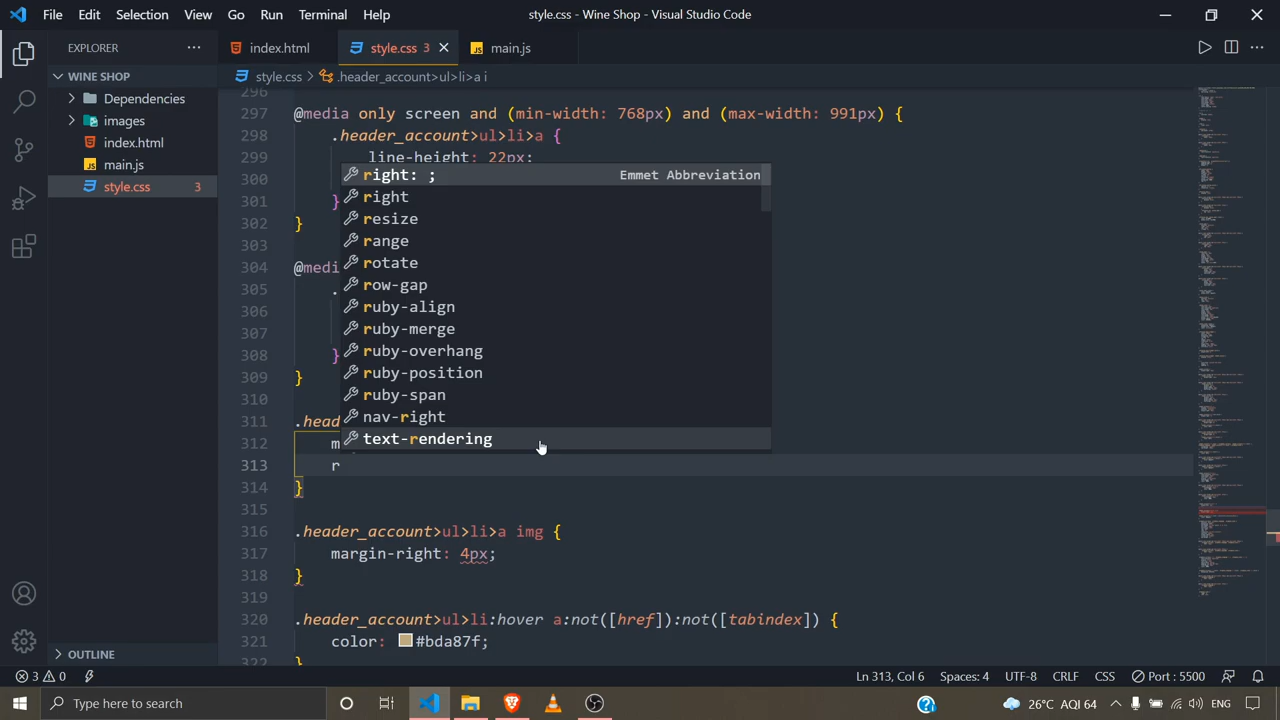 File Edit Selection View Go Run Terminal Help
style.css - Wine Shop - Visual Studio Code
EXPLORER
index.html
style.css 3
main.js
WINE SHOP
Dependencies
images
index.html
main.js
style.css 3
OUTLINE
style.css > .header_account>ul>li>a i
296
297 @media only screen and (min-width: 768px) and (max-width: 991px) {
298 .header_account>ul>li>a {
299 line-height: 22px;
300
301 }
302 }
303
304 @medi
305 .
306
307
308 }
309 }
310
311 .head
312 m
313 r
314 }
315
316 .header_account>ul>li>a img {
317 margin-right: 4px;
318 }
319
320 .header_account>ul>li:hover a:not([href]):not([tabindex]) {
321 color: #bda87f;
322 }
right: ; Emmet Abbreviation
right
resize
range
rotate
row-gap
ruby-align
ruby-merge
ruby-overhang
ruby-position
ruby-span
nav-right
text-rendering
3 0
Ln 313, Col 6 Spaces: 4 UTF-8 CRLF CSS Port : 5500
Type here to search
26°C AQI 64 ENG